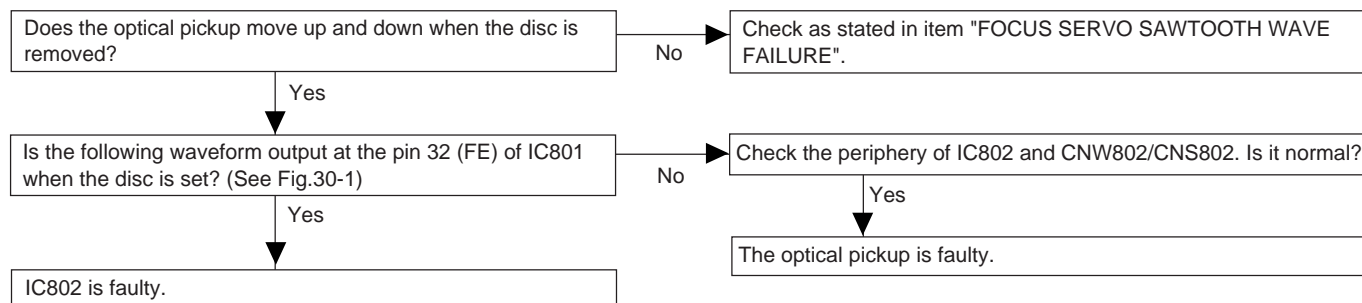 Does the optical pickup move up and down when the disc is
removed?
No
Check as stated in item "FOCUS SERVO SAWTOOTH WAVE
FAILURE".
Yes
Is the following waveform output at the pin 32 (FE) of IC801
when the disc is set? (See Fig.30-1)
No
Check the periphery of IC802 and CNW802/CNS802. Is it normal?
Yes
Yes
The optical pickup is faulty.
IC802 is faulty.